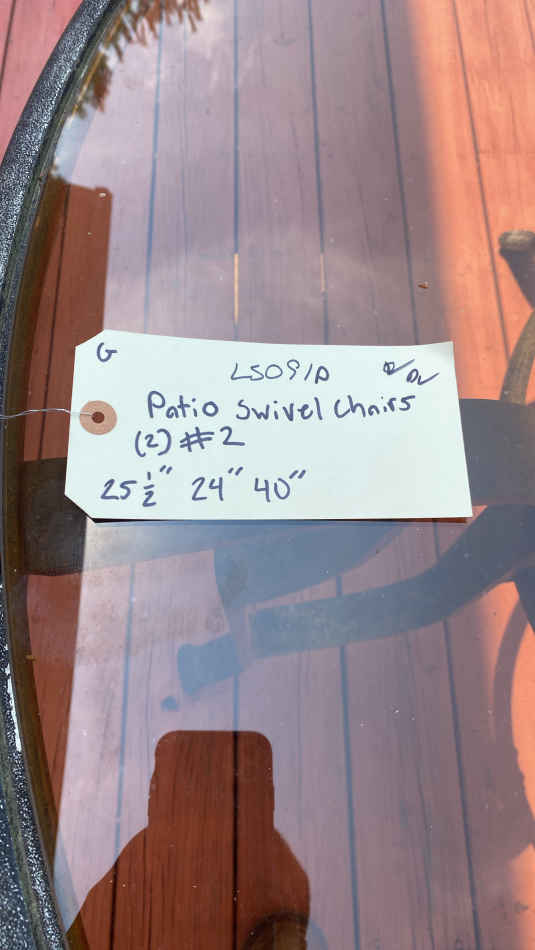 G
LS091D
Patio Swivel Chairs
(2) #2
25 1/2" 24" 40"